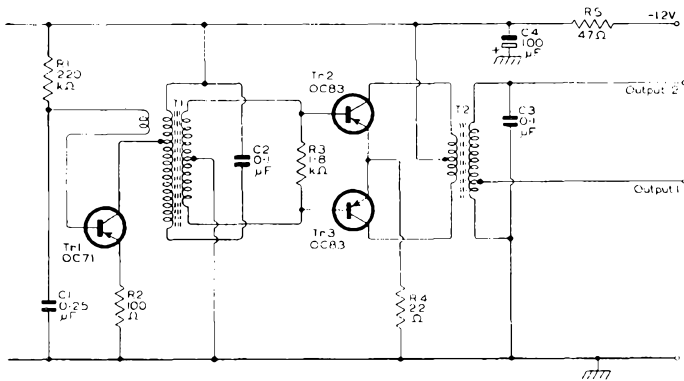 R5
47Ω
-12V
C4
100
µF
+
R1
220
kΩ
Tr2
OC83
Output 2
T1
T2
C3
0·1
µF
C2
0·1
µF
R3
1·8
kΩ
Output 1
Tr3
OC83
Tr1
OC71
C1
0·25
µF
R2
100
Ω
R4
22
Ω